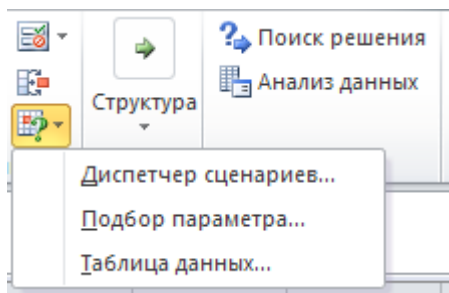 Поиск решения
Анализ данных
Структура
Диспетчер сценариев...
Подбор параметра...
Таблица данных...